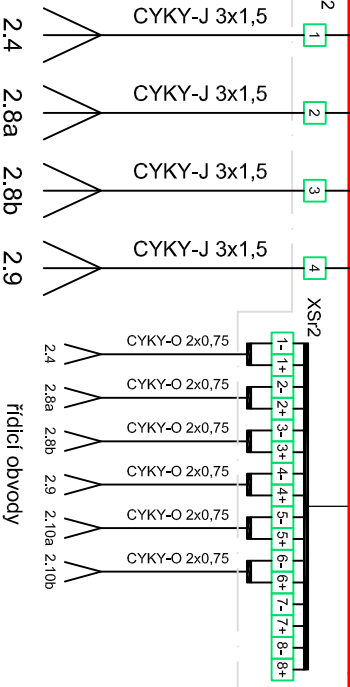 2
CYKY-J 3x1,5
1
2.4
CYKY-J 3x1,5
2
2.8a
CYKY-J 3x1,5
3
2.8b
CYKY-J 3x1,5
4
2.9
XSr2
1-
1+
2-
2+
3-
3+
4-
4+
5-
5+
6-
6+
7-
7+
8-
8+
CYKY-O 2x0,75
2.4
CYKY-O 2x0,75
2.8a
CYKY-O 2x0,75
2.8b
CYKY-O 2x0,75
2.9
CYKY-O 2x0,75
2.10a
CYKY-O 2x0,75
2.10b
řídicí obvody